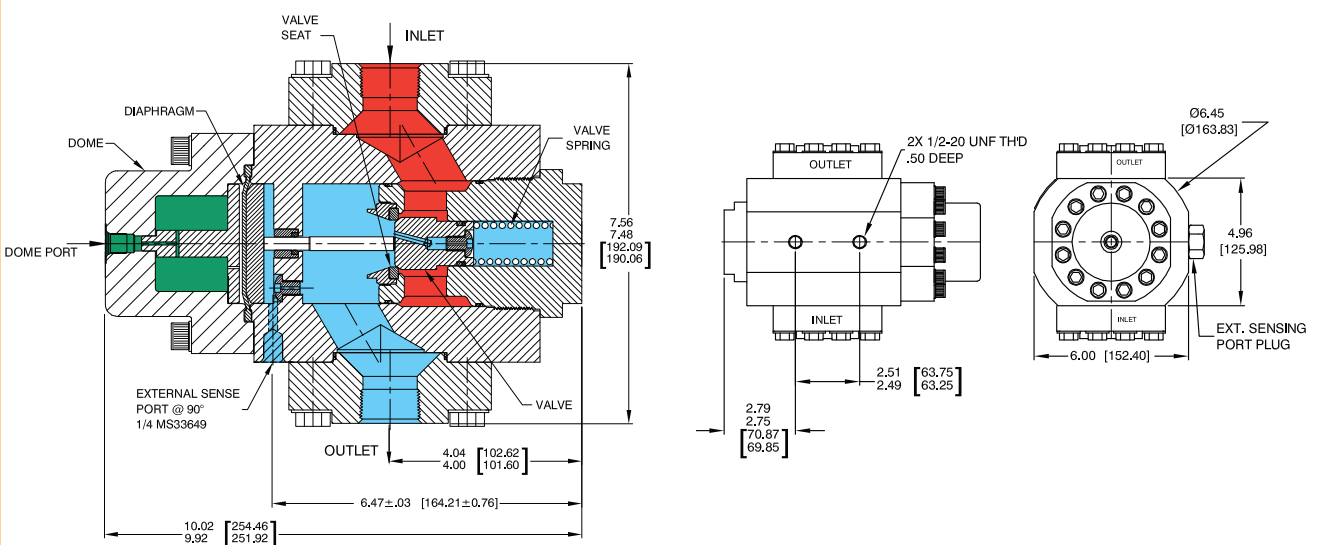 VALVE
SEAT
INLET
DIAPHRAGM
DOME
VALVE
SPRING
DOME PORT
7.56
7.48
[192.09
190.06]
EXTERNAL SENSE
PORT @ 90°
1/4 MS33649
VALVE
OUTLET
4.04 [102.62
4.00 101.60]
6.47±.03 [164.21±0.76]
10.02 [254.46
9.92 251.92]
2X 1/2-20 UNF TH'D
.50 DEEP
OUTLET
INLET
2.51 [63.75
2.49 63.25]
2.79
2.75
[70.87
69.85]
Ø6.45
[Ø163.83]
OUTLET
4.96
[125.98]
INLET
EXT. SENSING
PORT PLUG
6.00 [152.40]